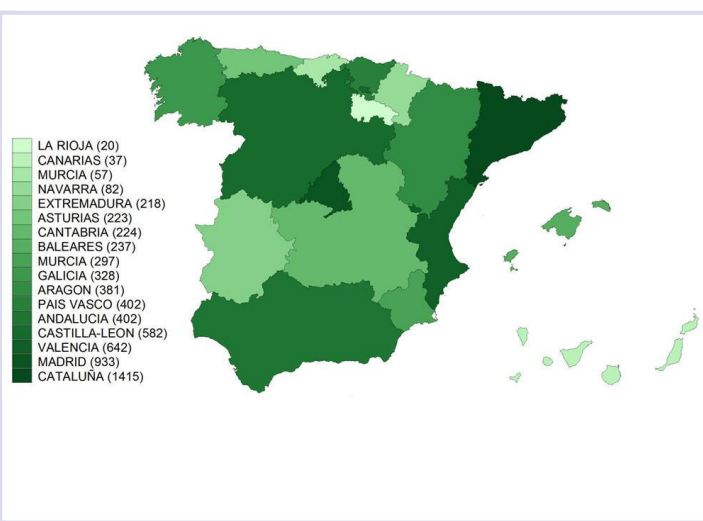 LA RIOJA (20)
CANARIAS (37)
MURCIA (57)
NAVARRA (82)
EXTREMADURA (218)
ASTURIAS (223)
CANTABRIA (224)
BALEARES (237)
MURCIA (297)
GALICIA (328)
ARAGON (381)
PAIS VASCO (402)
ANDALUCIA (402)
CASTILLA-LEON (582)
VALENCIA (642)
MADRID (933)
CATALUÑA (1415)